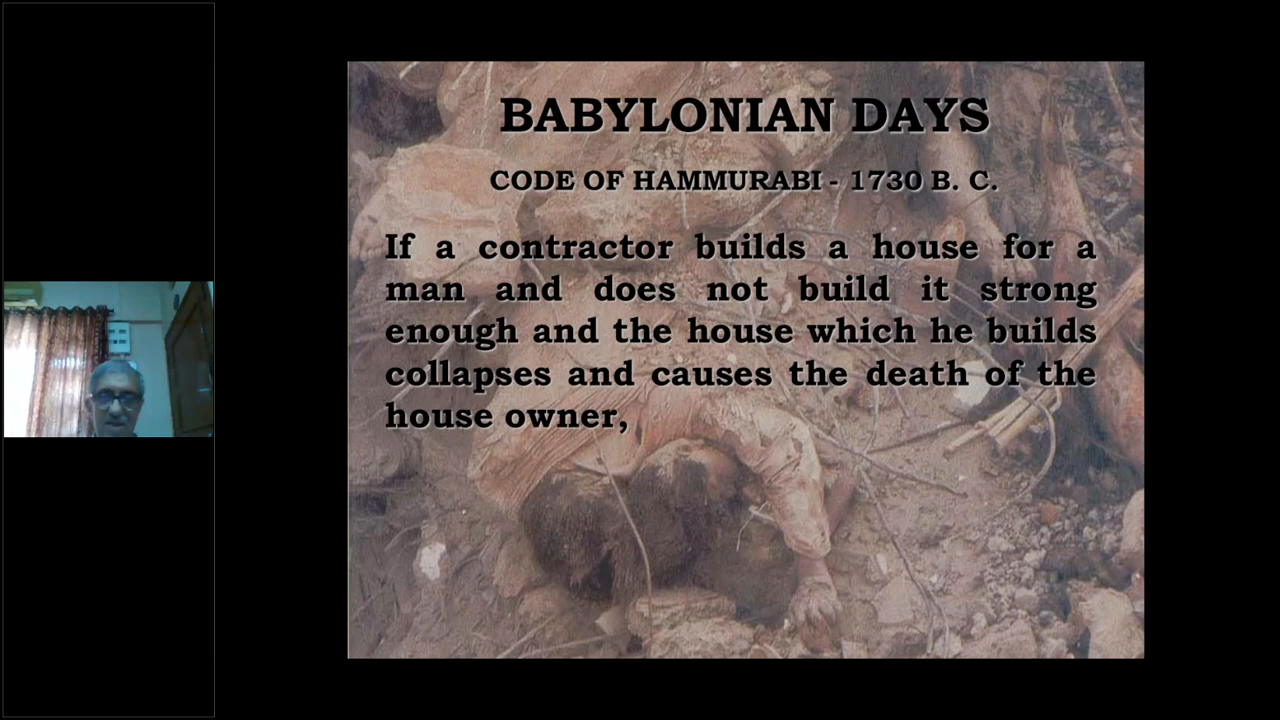 BABYLONIAN DAYS
CODE OF HAMMURABI - 1730 B. C.
If a contractor builds a house for a
man and does not build it strong
enough and the house which he builds
collapses and causes the death of the
house owner,